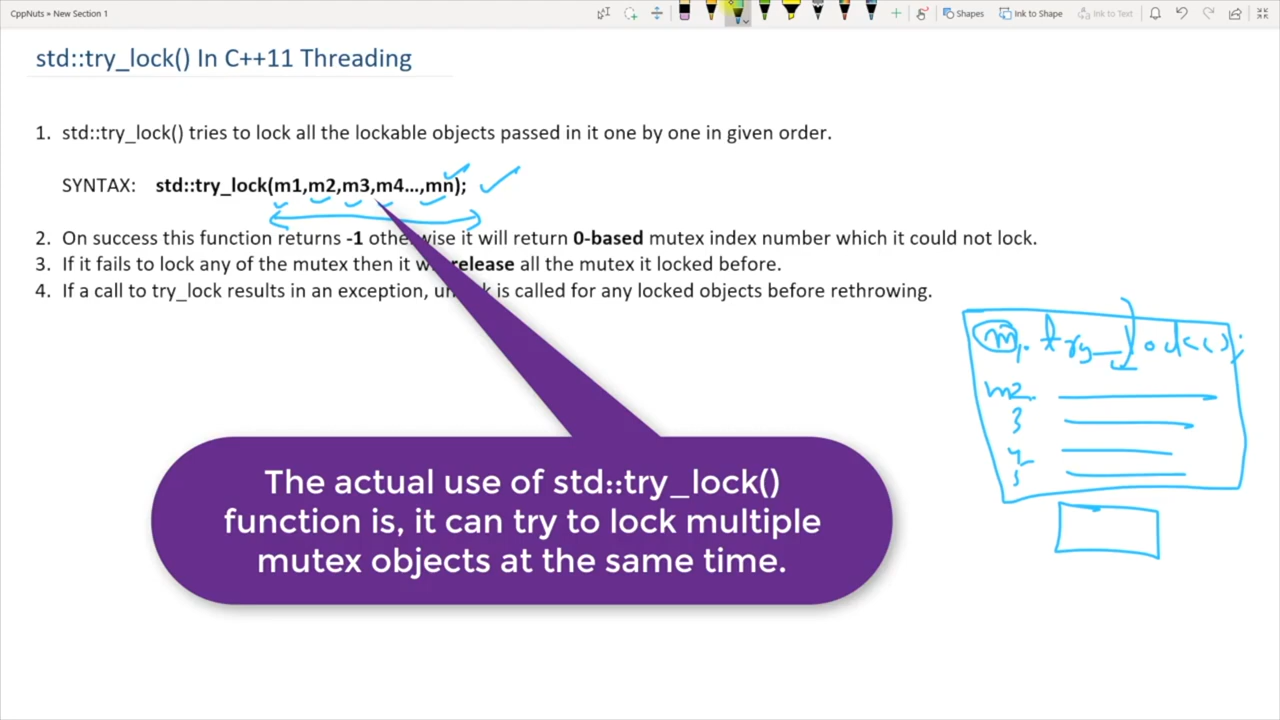 CppNuts » New Section 1
Shapes
Ink to Shape
Ink to Text
std::try_lock() In C++11 Threading
1. std::try_lock() tries to lock all the lockable objects passed in it one by one in given order.
SYNTAX: std::try_lock(m1,m2,m3,m4...,mn);
2. On success this function returns -1 otherwise it will return 0-based mutex index number which it could not lock.
3. If it fails to lock any of the mutex then it release all the mutex it locked before.
4. If a call to try_lock results in an exception, is called for any locked objects before rethrowing.
m1. try_lock();
m2.
3
4
5
The actual use of std::try_lock()
function is, it can try to lock multiple
mutex objects at the same time.